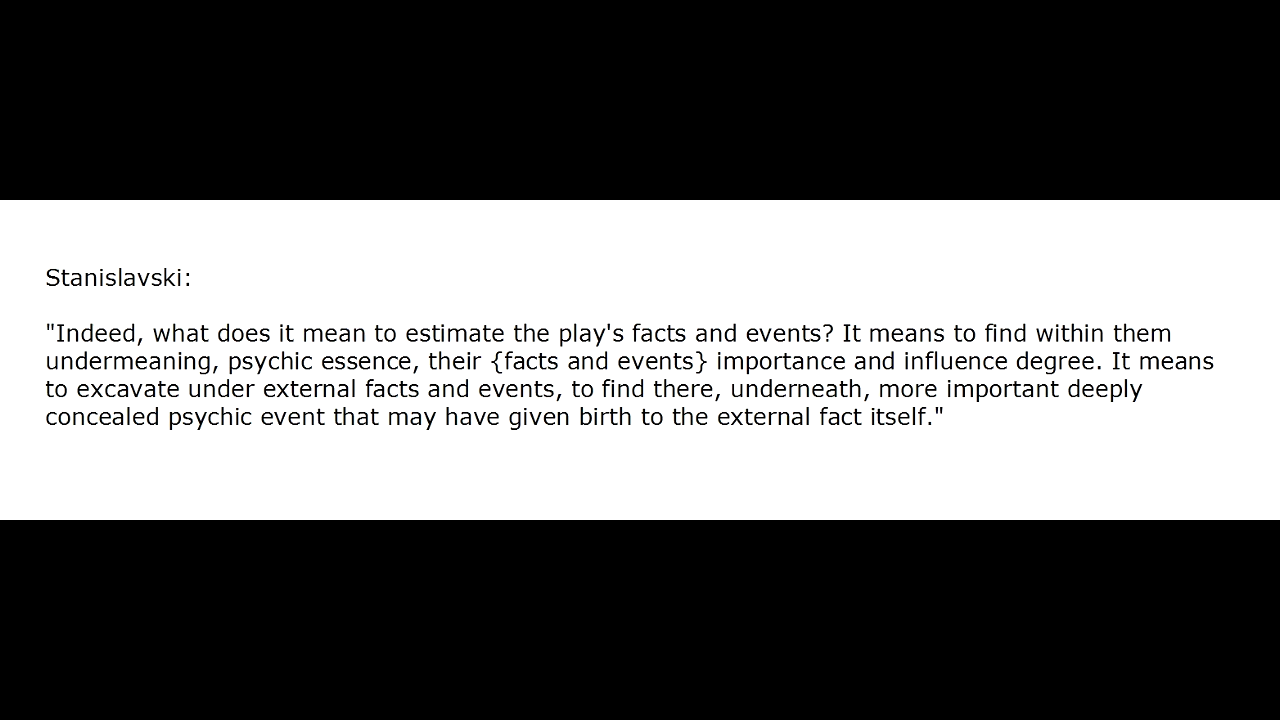 Stanislavski:
"Indeed, what does it mean to estimate the play's facts and events? It means to find within them
undermeaning, psychic essence, their {facts and events} importance and influence degree. It means
to excavate under external facts and events, to find there, underneath, more important deeply
concealed psychic event that may have given birth to the external fact itself."